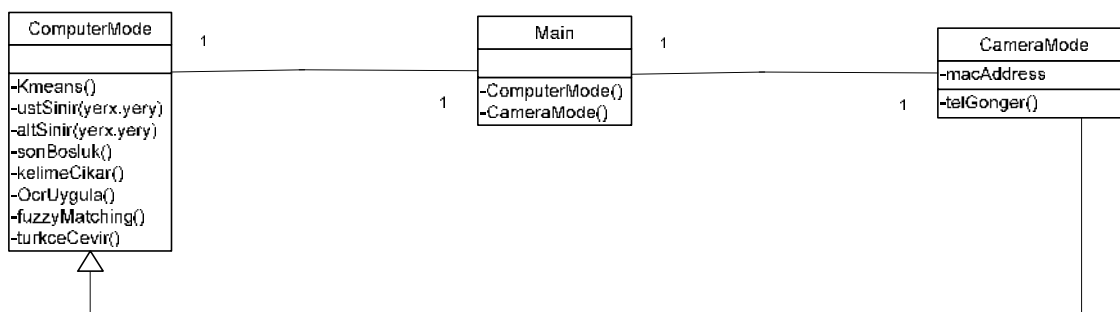 ComputerMode
-Kmeans()
-ustSinir(yerx.yery)
-altSinir(yerx.yery)
-sonBosluk()
-kelimeCikar()
-OcrUygula()
-fuzzyMatching()
-turkceCevir()
1
1
Main
-ComputerMode()
-CameraMode()
1
1
CameraMode
-macAddress
-telGonger()